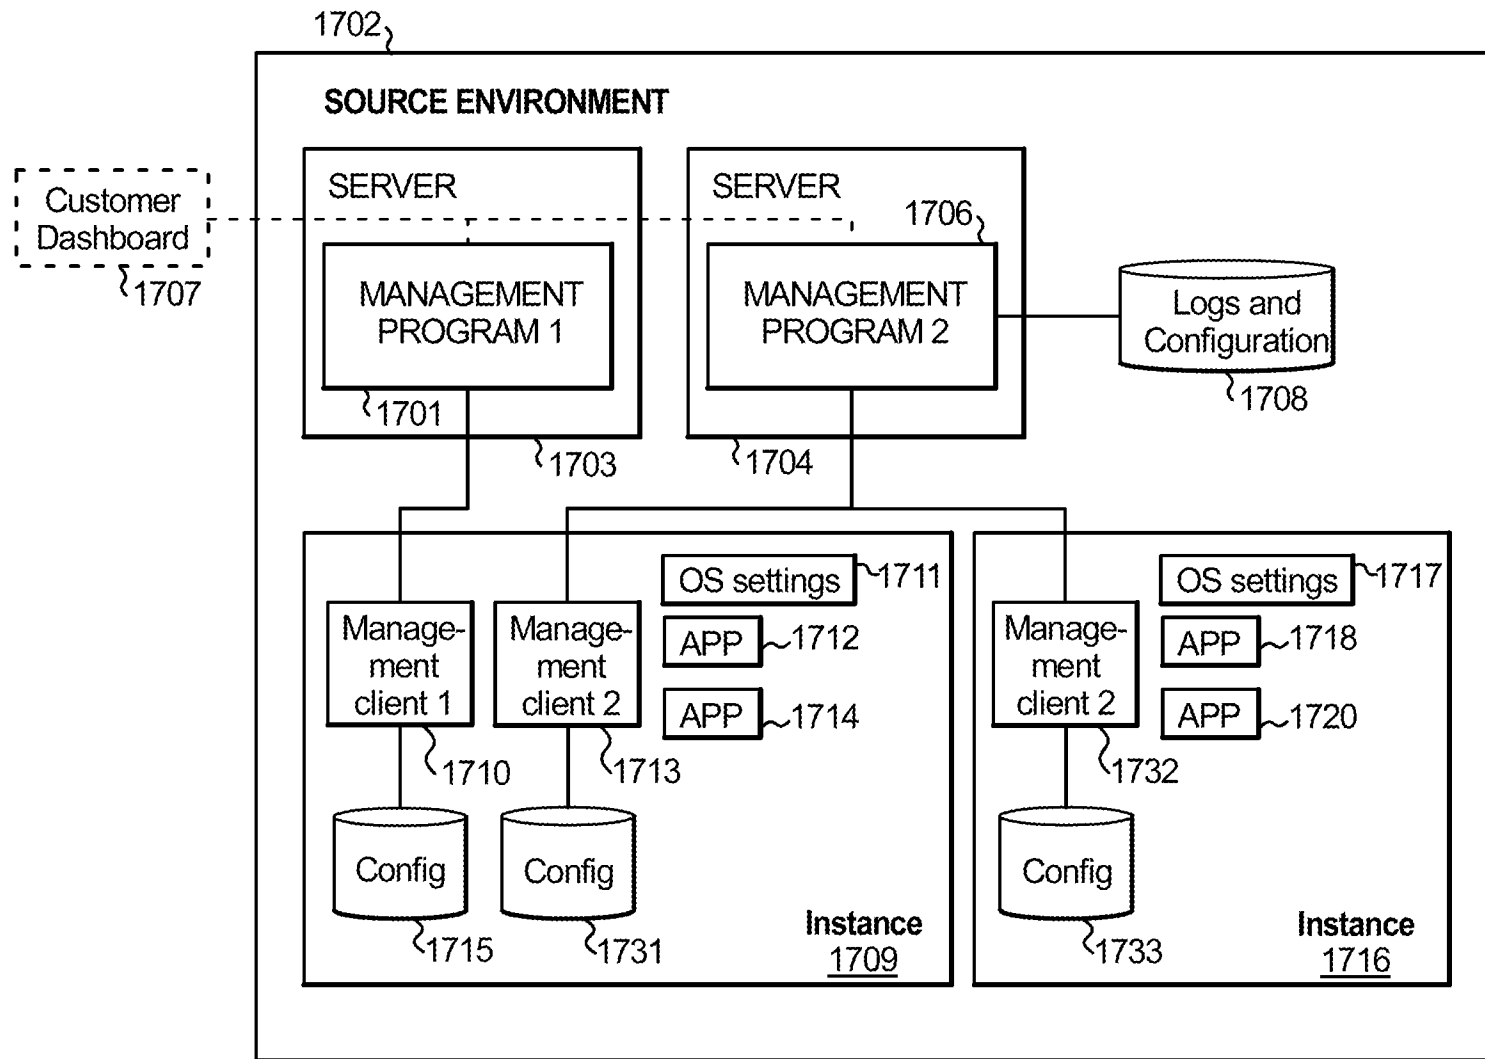 1702
SOURCE ENVIRONMENT
SERVER
SERVER
Customer
Dashboard
1707
1706
MANAGEMENT
PROGRAM 1
MANAGEMENT
PROGRAM 2
Logs and
Configuration
1708
1701
1703
1704
OS settings
1711
OS settings
1717
Manage-
ment
client 1
Manage-
ment
client 2
APP
1712
Manage-
ment
client 2
APP
1718
APP
1714
APP
1720
1710
1713
1732
Config
Config
Config
1715
1731
1733
Instance
1709
Instance
1716